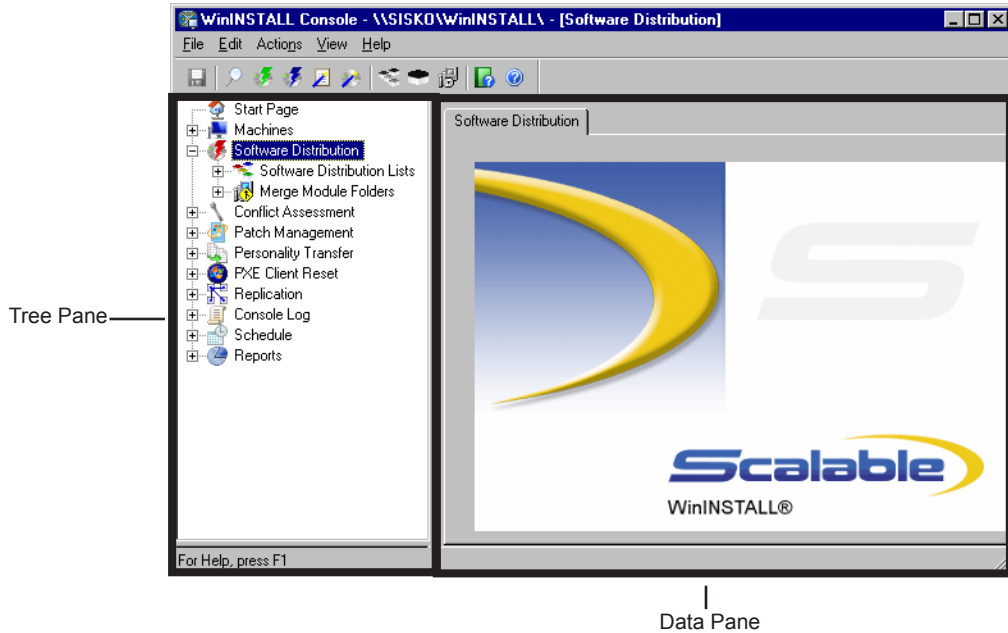 WinINSTALL Console - \\SISKO\WinINSTALL\ - [Software Distribution]
File Edit Actions View Help
Start Page
Machines
Software Distribution
Software Distribution Lists
Merge Module Folders
Conflict Assessment
Patch Management
Personality Transfer
PXE Client Reset
Replication
Console Log
Schedule
Reports
For Help, press F1
Software Distribution
S
Scalable
WinINSTALL®
Tree Pane
Data Pane